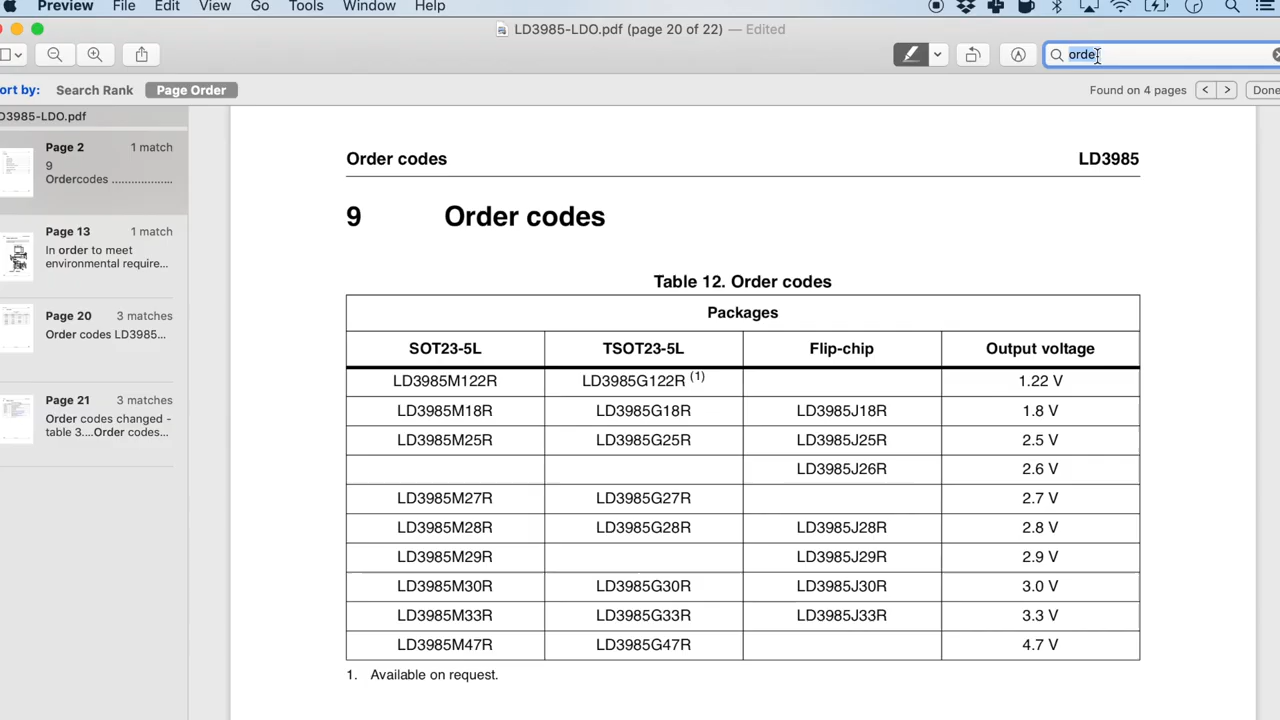 Preview File Edit View Go Tools Window Help
LD3985-LDO.pdf (page 20 of 22) — Edited
orde
ort by: Search Rank Page Order Found on 4 pages < > Done
D3985-LDO.pdf
Page 2 1 match
9
Ordercodes ...................
Page 13 1 match
In order to meet
environmental require...
Page 20 3 matches
Order codes LD3985...
Page 21 3 matches
Order codes changed -
table 3....Order codes...
Order codes LD3985
9 Order codes
Table 12. Order codes
Packages
SOT23-5L TSOT23-5L Flip-chip Output voltage
LD3985M122R LD3985G122R (1) 1.22 V
LD3985M18R LD3985G18R LD3985J18R 1.8 V
LD3985M25R LD3985G25R LD3985J25R 2.5 V
LD3985J26R 2.6 V
LD3985M27R LD3985G27R 2.7 V
LD3985M28R LD3985G28R LD3985J28R 2.8 V
LD3985M29R LD3985J29R 2.9 V
LD3985M30R LD3985G30R LD3985J30R 3.0 V
LD3985M33R LD3985G33R LD3985J33R 3.3 V
LD3985M47R LD3985G47R 4.7 V
1. Available on request.